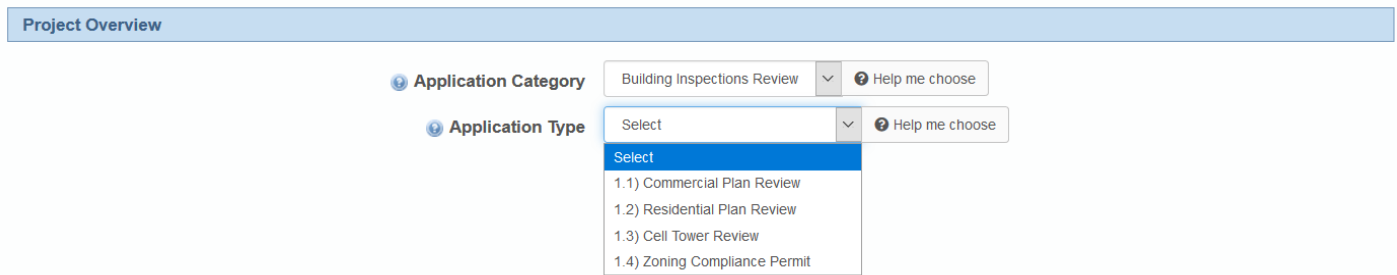 Project Overview
Application Category Building Inspections Review Help me choose
Application Type Select Help me choose
Select
1.1) Commercial Plan Review
1.2) Residential Plan Review
1.3) Cell Tower Review
1.4) Zoning Compliance Permit